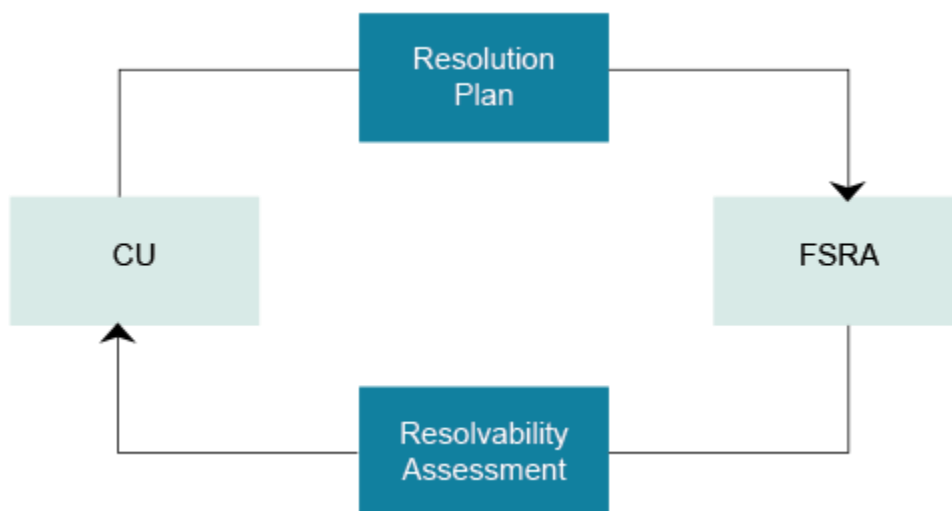 Resolution
Plan
CU
FSRA
Resolvability
Assessment